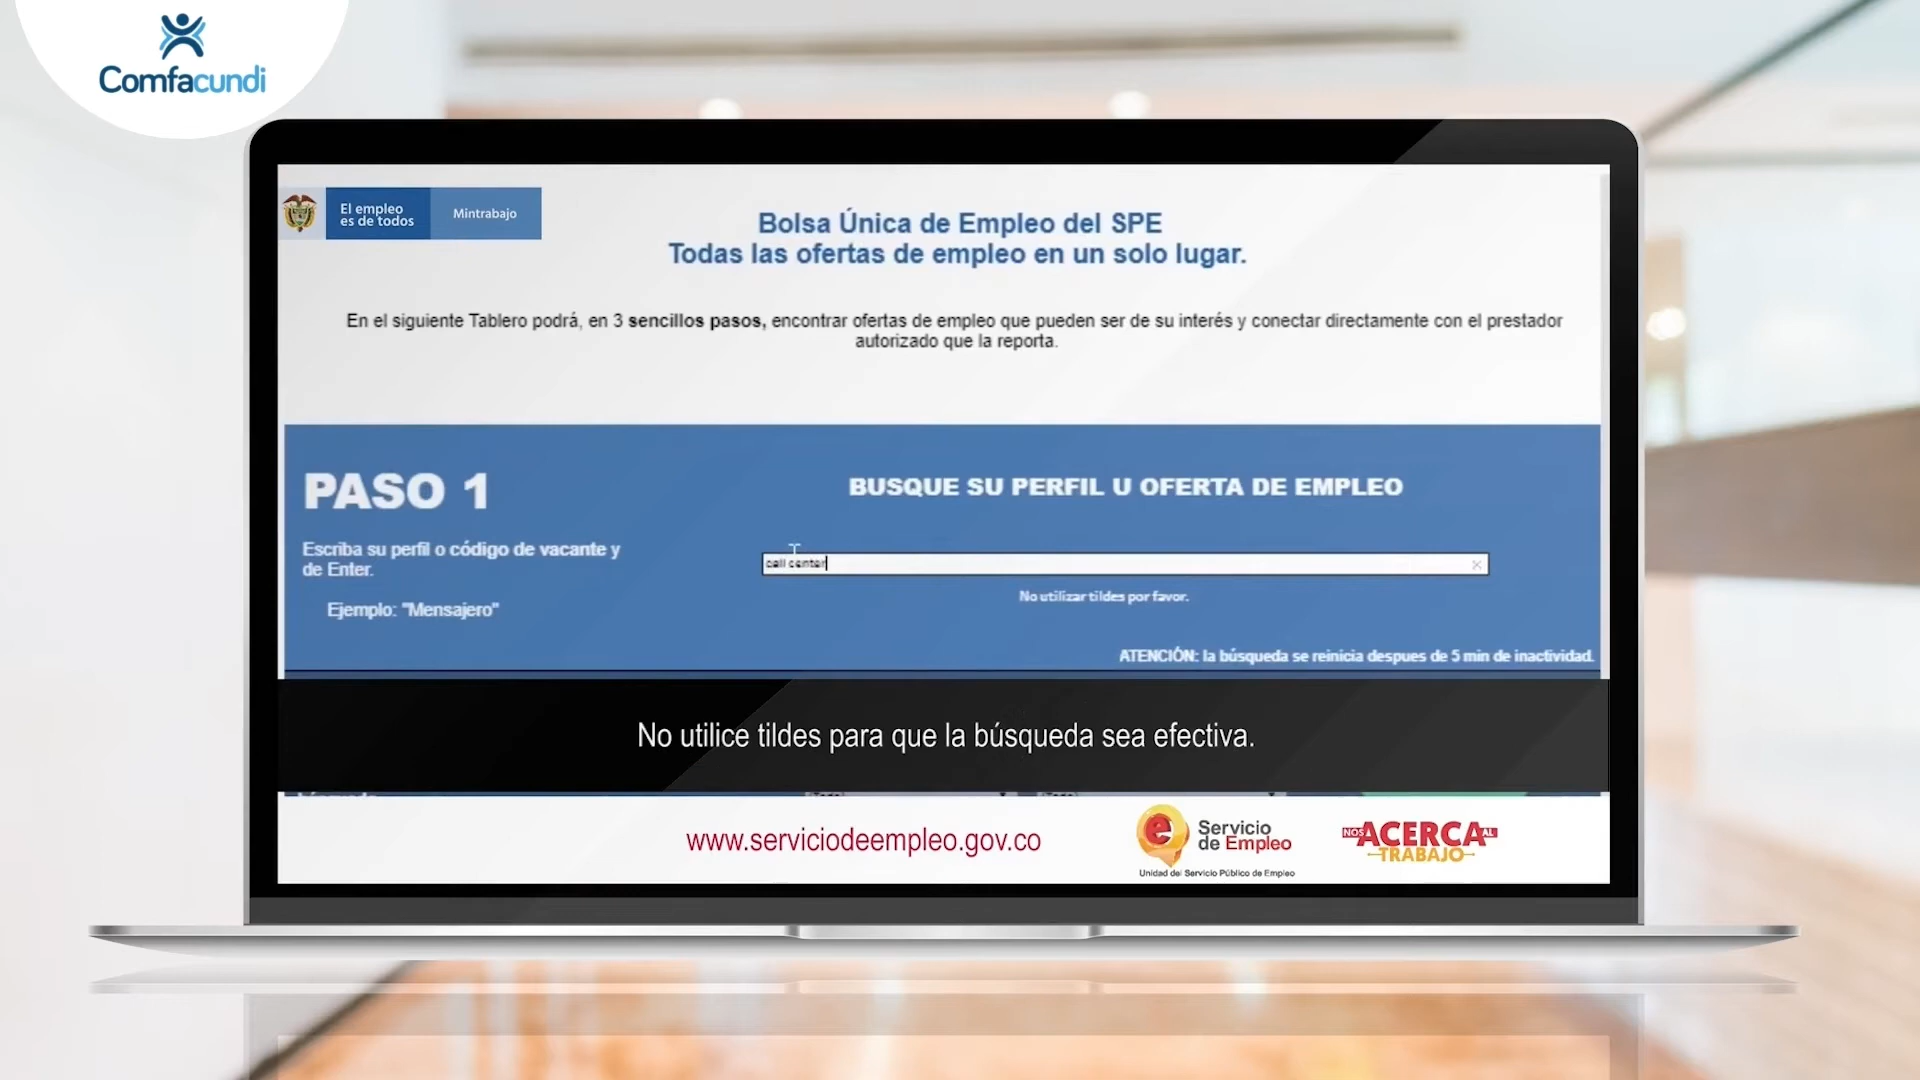 Comfacundi
El empleo
es de todos
Mintrabajo
Bolsa Única de Empleo del SPE
Todas las ofertas de empleo en un solo lugar.
En el siguiente Tablero podrá, en 3 sencillos pasos, encontrar ofertas de empleo que pueden ser de su interés y conectar directamente con el prestador
autorizado que la reporta.
PASO 1
BUSQUE SU PERFIL U OFERTA DE EMPLEO
Escriba su perfil o código de vacante y
de Enter.
call center
No utilizar tildes por favor.
Ejemplo: "Mensajero"
ATENCIÓN: la búsqueda se reinicia despues de 5 min de inactividad.
No utilice tildes para que la búsqueda sea efectiva.
www.serviciodeempleo.gov.co
Servicio
de Empleo
Unidad del Servicio Público de Empleo
NOS ACERCA AL
TRABAJO